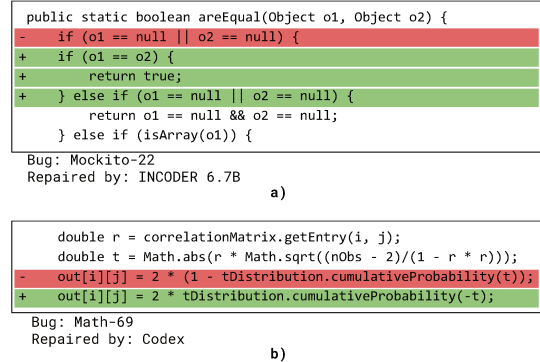 public static boolean areEqual(Object o1, Object o2) {
-    if (o1 == null || o2 == null) {
+    if (o1 == o2) {
+        return true;
+    } else if (o1 == null || o2 == null) {
        return o1 == null && o2 == null;
    } else if (isArray(o1)) {
Bug: Mockito-22
Repaired by: INCODER 6.7B
a)
    double r = correlationMatrix.getEntry(i, j);
    double t = Math.abs(r * Math.sqrt((nObs - 2)/(1 - r * r)));
-    out[i][j] = 2 * (1 - tDistribution.cumulativeProbability(t));
+    out[i][j] = 2 * tDistribution.cumulativeProbability(-t);
Bug: Math-69
Repaired by: Codex
b)